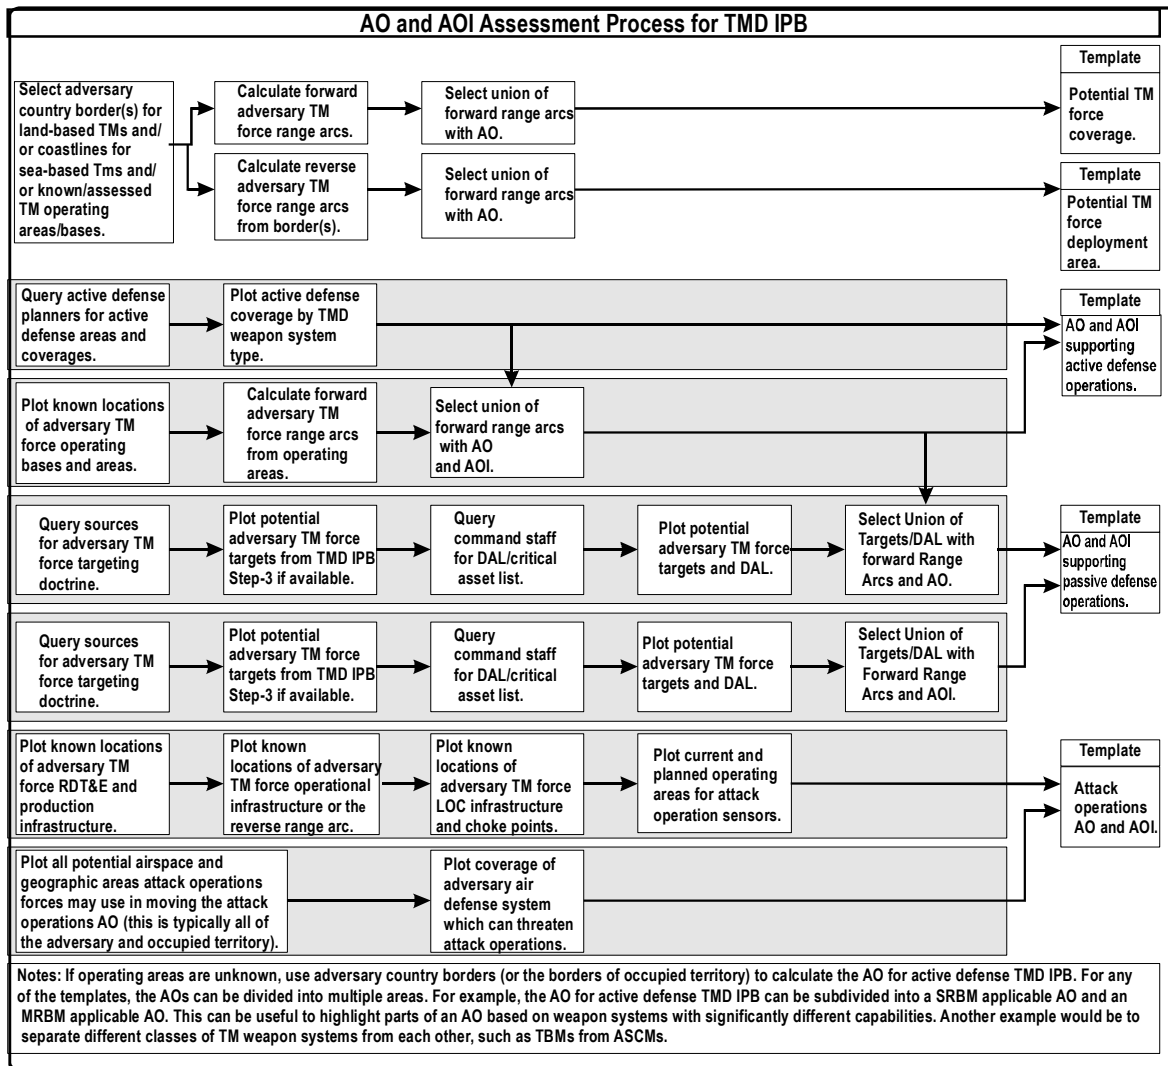 AO and AOI Assessment Process for TMD IPB
Select adversary
country border(s) for
land-based TMs and/
or coastlines for
sea-based Tms and/
or known/assessed
TM operating
areas/bases.
Calculate forward
adversary TM
force range arcs.
Select union of
forward range arcs
with AO.
Template
Potential TM
force
coverage.
Calculate reverse
adversary TM
force range arcs
from border(s).
Select union of
forward range arcs
with AO.
Template
Potential TM
force
deployment
area.
Query active defense
planners for active
defense areas and
coverages.
Plot active defense
coverage by TMD
weapon system
type.
Template
AO and AOI
supporting
active defense
operations.
Plot known locations
of adversary TM
force operating
bases and areas.
Calculate forward
adversary TM
force range arcs
from operating
areas.
Select union of
forward range arcs
with AO
and AOI.
Query sources
for adversary TM
force targeting
doctrine.
Plot potential
adversary TM force
targets from TMD IPB
Step-3 if available.
Query
command staff
for DAL/critical
asset list.
Plot potential
adversary TM force
targets and DAL.
Select Union of
Targets/DAL with
forward Range
Arcs and AO.
Template
AO and AOI
supporting
passive defense
operations.
Query sources
for adversary TM
force targeting
doctrine.
Plot potential
adversary TM force
targets from TMD IPB
Step-3 if available.
Query
command staff
for DAL/critical
asset list.
Plot potential
adversary TM force
targets and DAL.
Select Union of
Targets/DAL with
Forward Range
Arcs and AOI.
Plot known locations
of adversary TM
force RDT&E and
production
infrastructure.
Plot known
locations of adversary
TM force operational
infrastructure or the
reverse range arc.
Plot known
locations of
adversary TM force
LOC infrastructure
and choke points.
Plot current and
planned operating
areas for attack
operation sensors.
Template
Attack
operations
AO and AOI.
Plot all potential airspace and
geographic areas attack operations
forces may use in moving the attack
operations AO (this is typically all of
the adversary and occupied territory).
Plot coverage of
adversary air
defense system
which can threaten
attack operations.
Notes: If operating areas are unknown, use adversary country borders (or the borders of occupied territory) to calculate the AO for active defense TMD IPB. For any
of the templates, the AOs can be divided into multiple areas. For example, the AO for active defense TMD IPB can be subdivided into a SRBM applicable AO and an
MRBM applicable AO. This can be useful to highlight parts of an AO based on weapon systems with significantly different capabilities. Another example would be to
separate different classes of TM weapon systems from each other, such as TBMs from ASCMs.